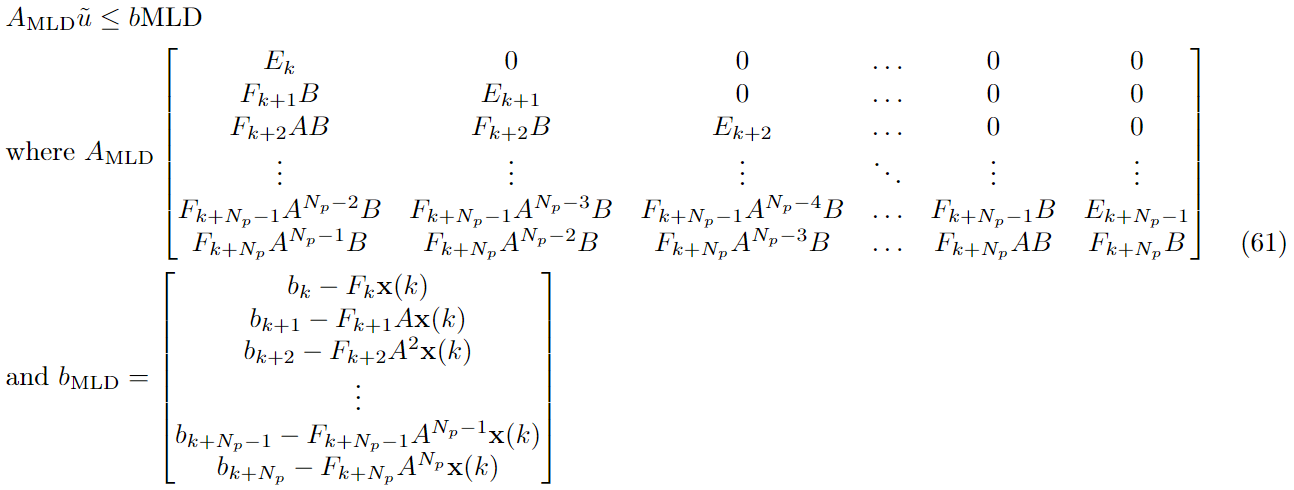 A_MLD ũ ≤ bMLD
E_k 0 0 … 0 0
F_{k+1}B E_{k+1} 0 … 0 0
F_{k+2}AB F_{k+2}B E_{k+2} … 0 0
where A_MLD ⋮ ⋮ ⋮ ⋱ ⋮ ⋮
F_{k+N_p−1}A^{N_p−2}B F_{k+N_p−1}A^{N_p−3}B F_{k+N_p−1}A^{N_p−4}B … F_{k+N_p−1}B E_{k+N_p−1}
F_{k+N_p}A^{N_p−1}B F_{k+N_p}A^{N_p−2}B F_{k+N_p}A^{N_p−3}B … F_{k+N_p}AB F_{k+N_p}B (61)
b_k − F_k x(k)
b_{k+1} − F_{k+1}Ax(k)
b_{k+2} − F_{k+2}A^2x(k)
and b_MLD = ⋮
b_{k+N_p−1} − F_{k+N_p−1}A^{N_p−1}x(k)
b_{k+N_p} − F_{k+N_p}A^{N_p}x(k)